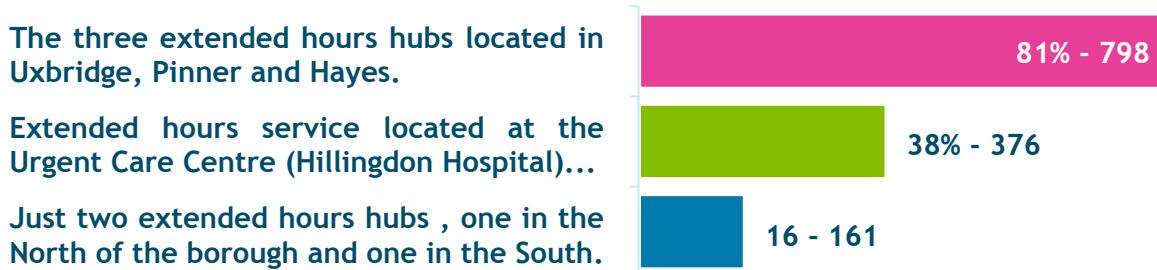 The three extended hours hubs located in
Uxbridge, Pinner and Hayes.
81% - 798
Extended hours service located at the
Urgent Care Centre (Hillingdon Hospital)...
38% - 376
Just two extended hours hubs , one in the
North of the borough and one in the South.
16 - 161